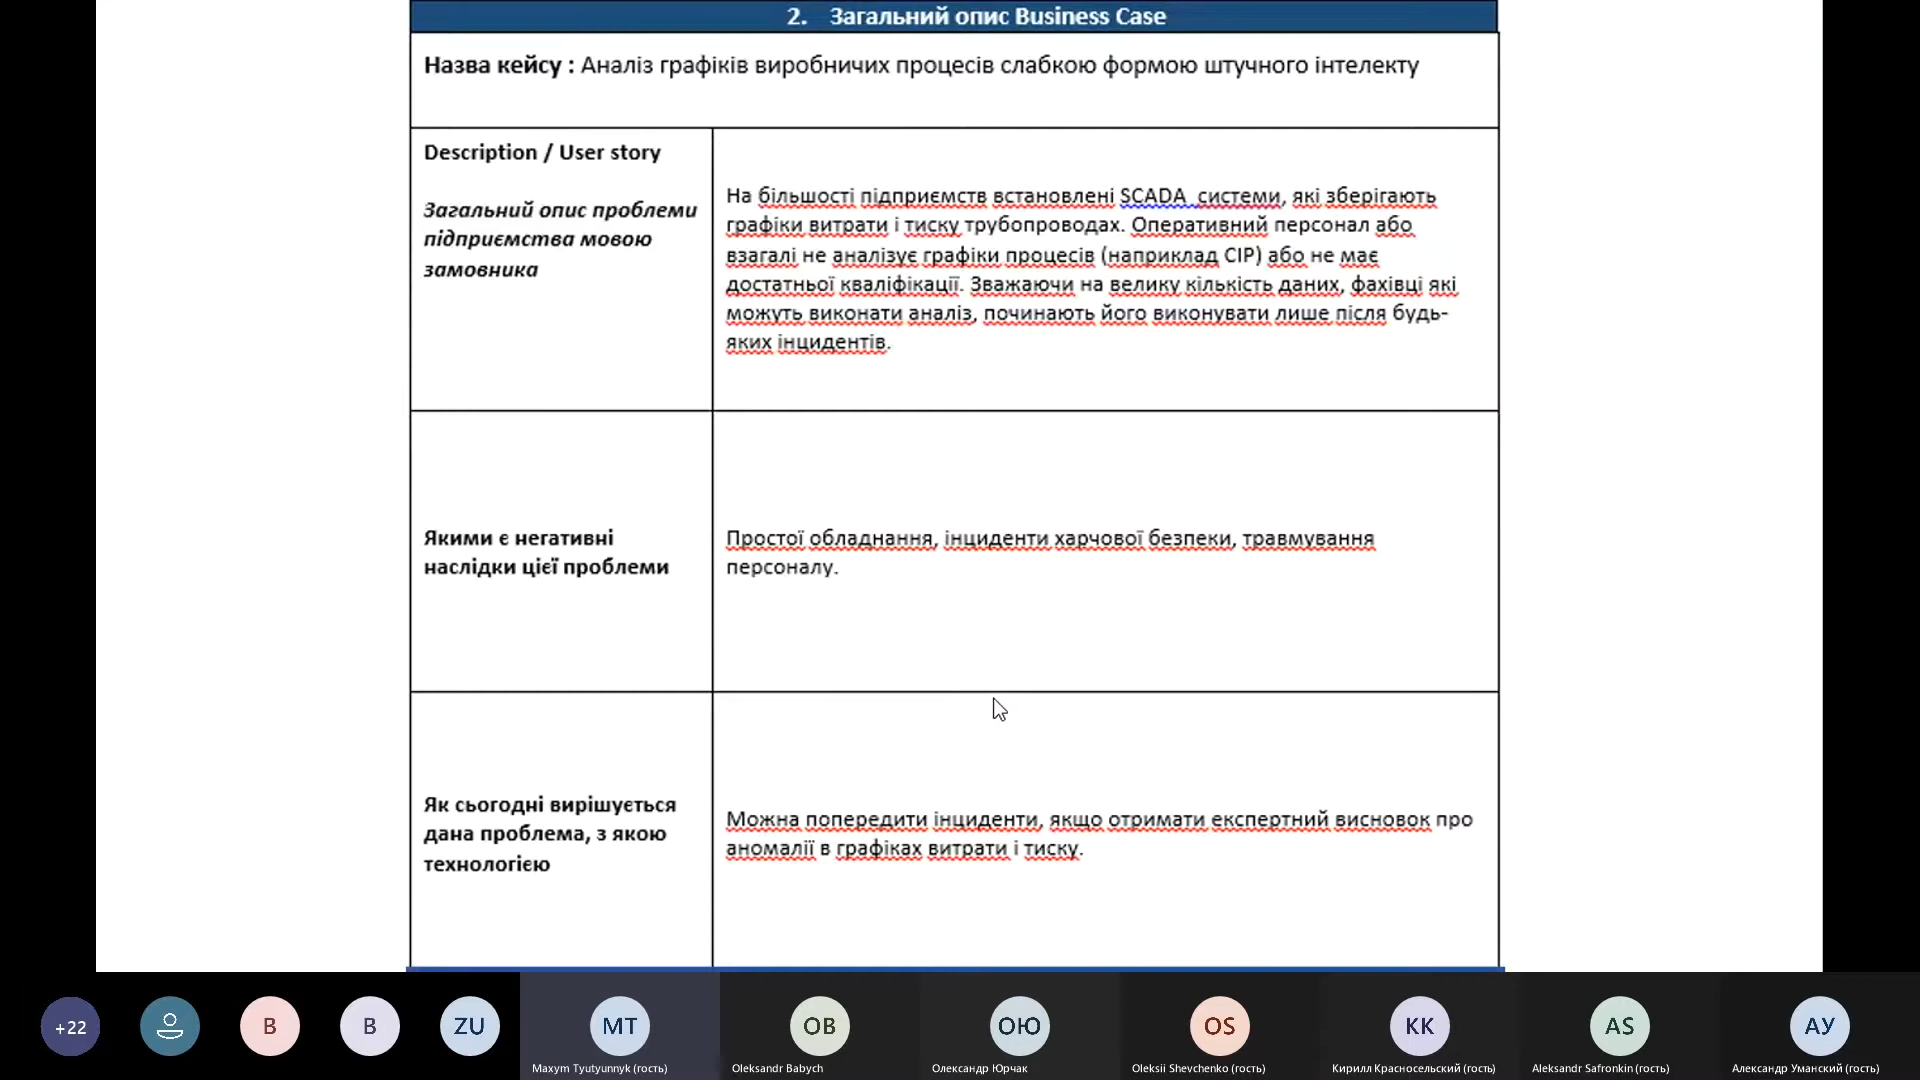 2. Загальний опис Business Case
Назва кейсу : Аналіз графіків виробничих процесів слабкою формою штучного інтелекту
Description / User story
Загальний опис проблеми
підприємства мовою
замовника
На більшості підприємств встановлені SCADA системи, які зберігають
графіки витрати і тиску трубопроводах. Оперативний персонал або
взагалі не аналізує графіки процесів (наприклад CIP) або не має
достатньої кваліфікації. Зважаючи на велику кількість даних, фахівці які
можуть виконати аналіз, починають його виконувати лише після будь-
яких інцидентів.
Якими є негативні
наслідки цієї проблеми
Простої обладнання, інциденти харчової безпеки, травмування
персоналу.
Як сьогодні вирішується
дана проблема, з якою
технологією
Можна попередити інциденти, якщо отримати експертний висновок про
аномалії в графіках витрати і тиску.
+22
B
B
ZU
MT
OB
ОЮ
OS
КК
AS
АУ
Maxym Tyutyunnyk (гость)
Oleksandr Babych
Олександр Юрчак
Oleksii Shevchenko (гость)
Кирилл Красносельский (гость)
Aleksandr Safronkin (гость)
Александр Уманский (гость)